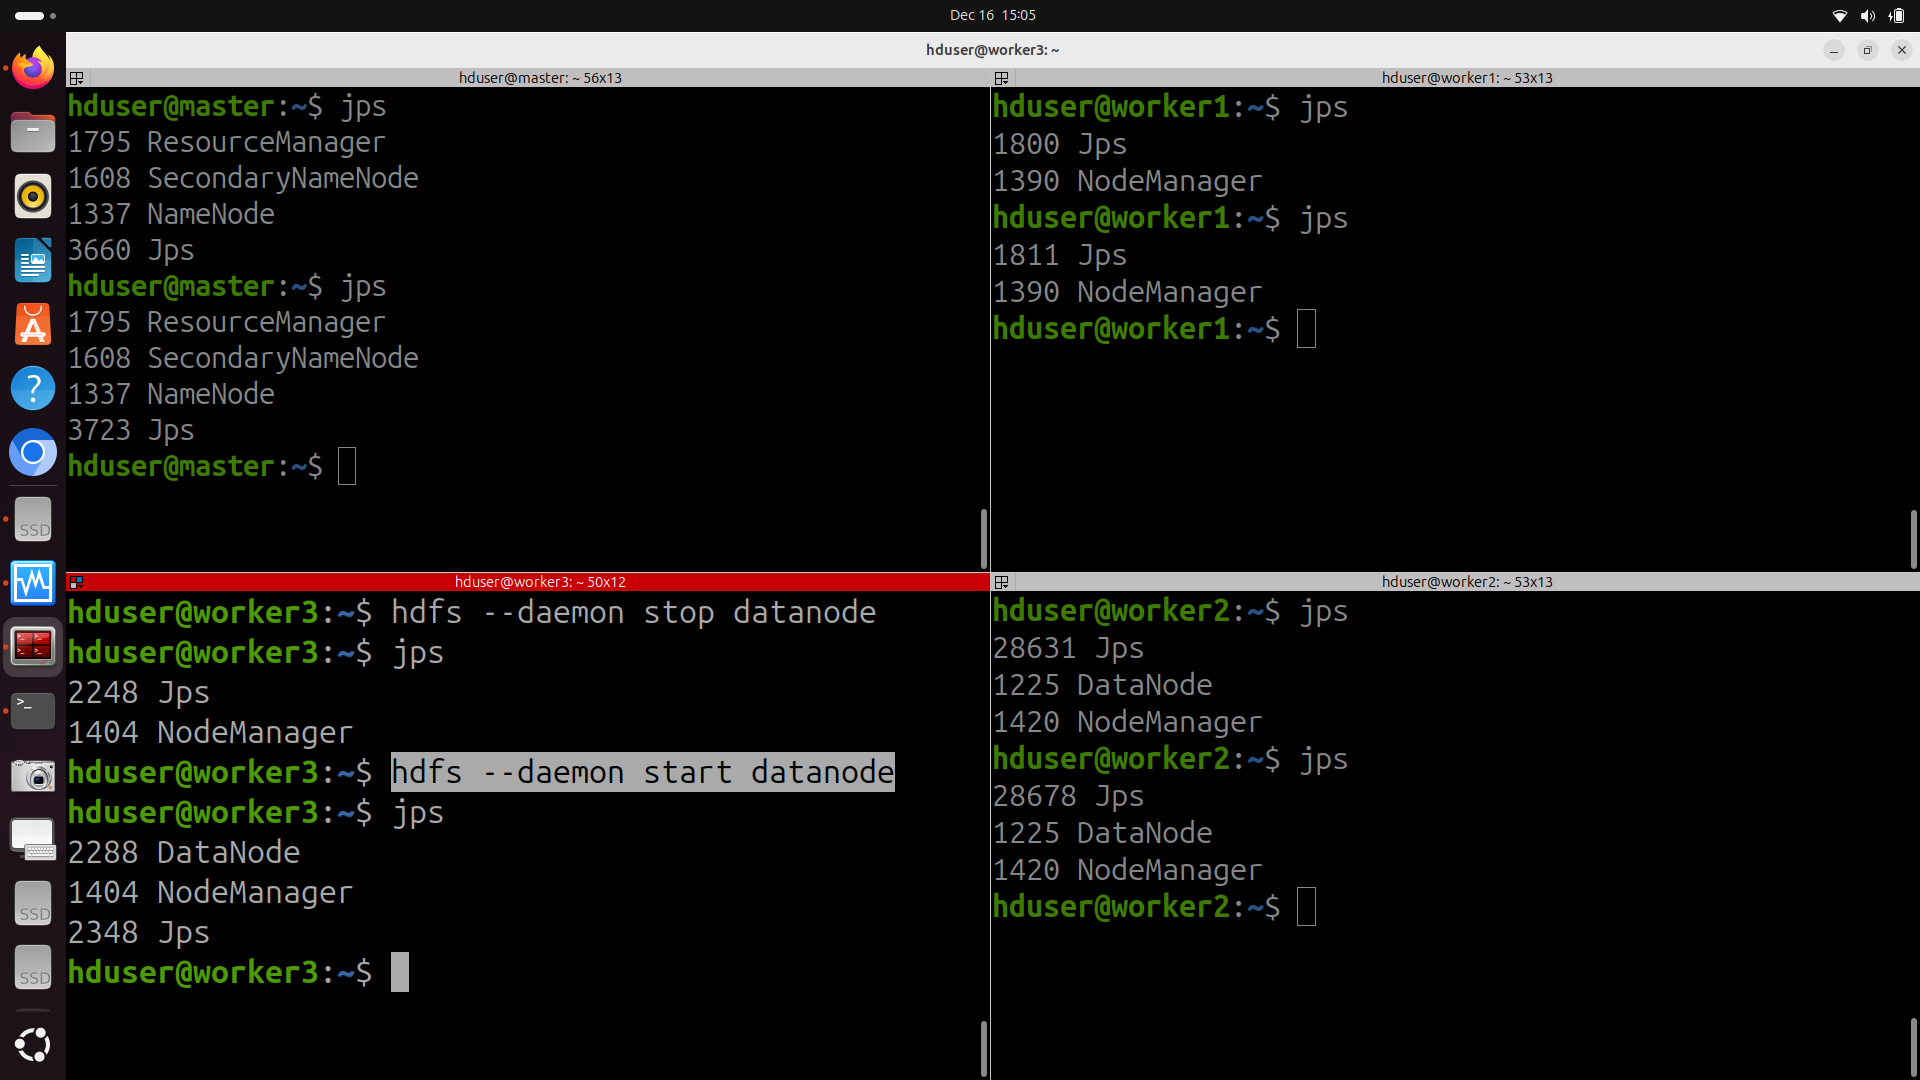 Dec 16 15:05
hduser@worker3: ~
hduser@master: ~ 56x13
hduser@master:~$ jps
1795 ResourceManager
1608 SecondaryNameNode
1337 NameNode
3660 Jps
hduser@master:~$ jps
1795 ResourceManager
1608 SecondaryNameNode
1337 NameNode
3723 Jps
hduser@master:~$
hduser@worker1: ~ 53x13
hduser@worker1:~$ jps
1800 Jps
1390 NodeManager
hduser@worker1:~$ jps
1811 Jps
1390 NodeManager
hduser@worker1:~$
hduser@worker3: ~ 50x12
hduser@worker3:~$ hdfs --daemon stop datanode
hduser@worker3:~$ jps
2248 Jps
1404 NodeManager
hduser@worker3:~$ hdfs --daemon start datanode
hduser@worker3:~$ jps
2288 DataNode
1404 NodeManager
2348 Jps
hduser@worker3:~$
hduser@worker2: ~ 53x13
hduser@worker2:~$ jps
28631 Jps
1225 DataNode
1420 NodeManager
hduser@worker2:~$ jps
28678 Jps
1225 DataNode
1420 NodeManager
hduser@worker2:~$
SSD
SSD
SSD